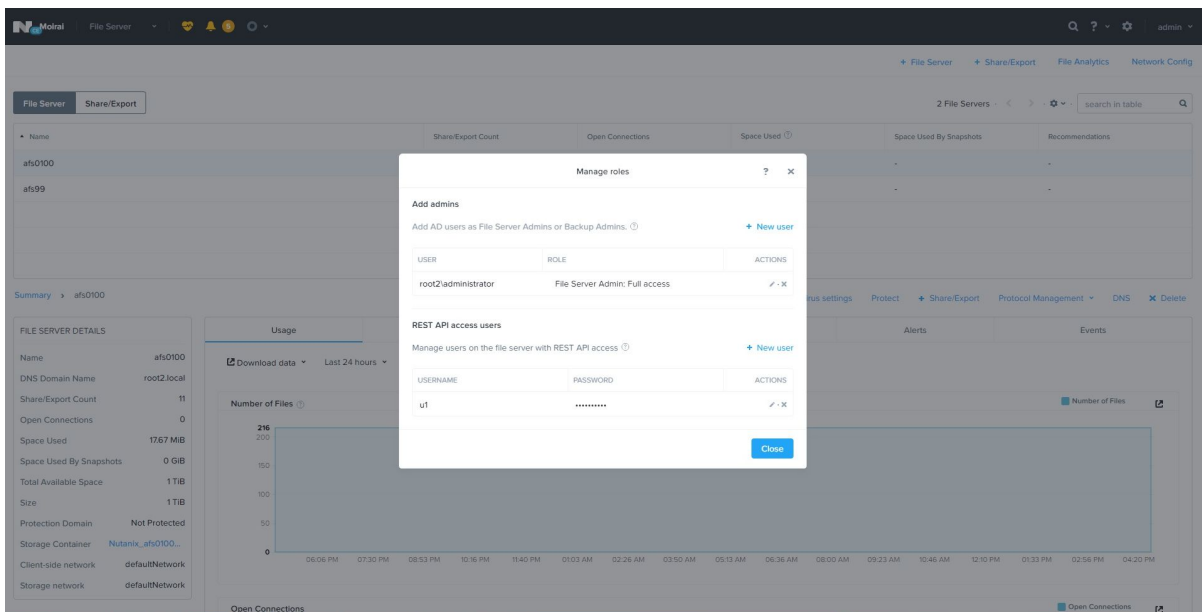 Moirai File Server 5 ? admin
+ File Server + Share/Export File Analytics Network Config
File Server Share/Export 2 File Servers search in table
Name Share/Export Count Open Connections Space Used Space Used By Snapshots Recommendations
afs0100 - -
afs99 - -
Manage roles ? ×
Add admins
Add AD users as File Server Admins or Backup Admins. + New user
USER ROLE ACTIONS
root2\administrator File Server Admin: Full access
REST API access users
Manage users on the file server with REST API access + New user
USERNAME PASSWORD ACTIONS
u1 ••••••••••
Close
Summary › afs0100 rus settings Protect + Share/Export Protocol Management DNS × Delete
FILE SERVER DETAILS
Name afs0100
DNS Domain Name root2.local
Share/Export Count 11
Open Connections 0
Space Used 17.67 MiB
Space Used By Snapshots 0 GiB
Total Available Space 1 TiB
Size 1 TiB
Protection Domain Not Protected
Storage Container Nutanix_afs0100...
Client-side network defaultNetwork
Storage network defaultNetwork
Usage Alerts Events
Download data Last 24 hours
Number of Files Number of Files
216
200
150
100
50
0
06:06 PM 07:30 PM 08:53 PM 10:16 PM 11:40 PM 01:03 AM 02:26 AM 03:50 AM 05:13 AM 06:36 AM 08:00 AM 09:23 AM 10:46 AM 12:10 PM 01:33 PM 02:56 PM 04:20 PM
Open Connections Open Connections